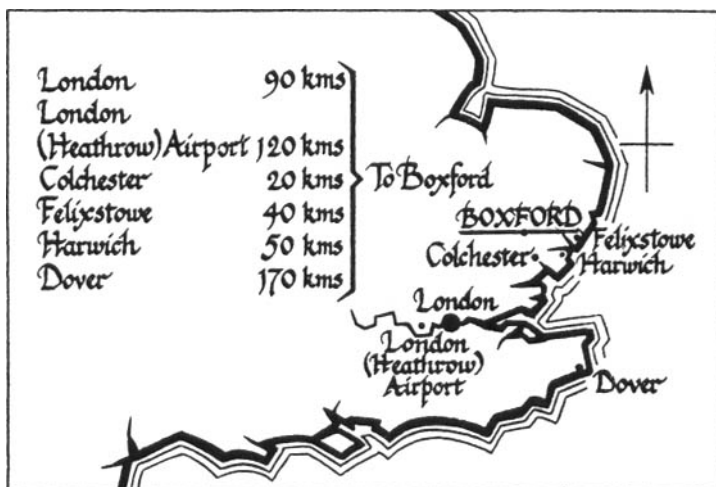 London 90 kms
London
(Heathrow) Airport 120 kms
Colchester 20 kms
Felixstowe 40 kms
Harwich 50 kms
Dover 170 kms
To Boxford
BOXFORD
Felixstowe
Harwich
Colchester
London
London
(Heathrow)
Airport
Dover